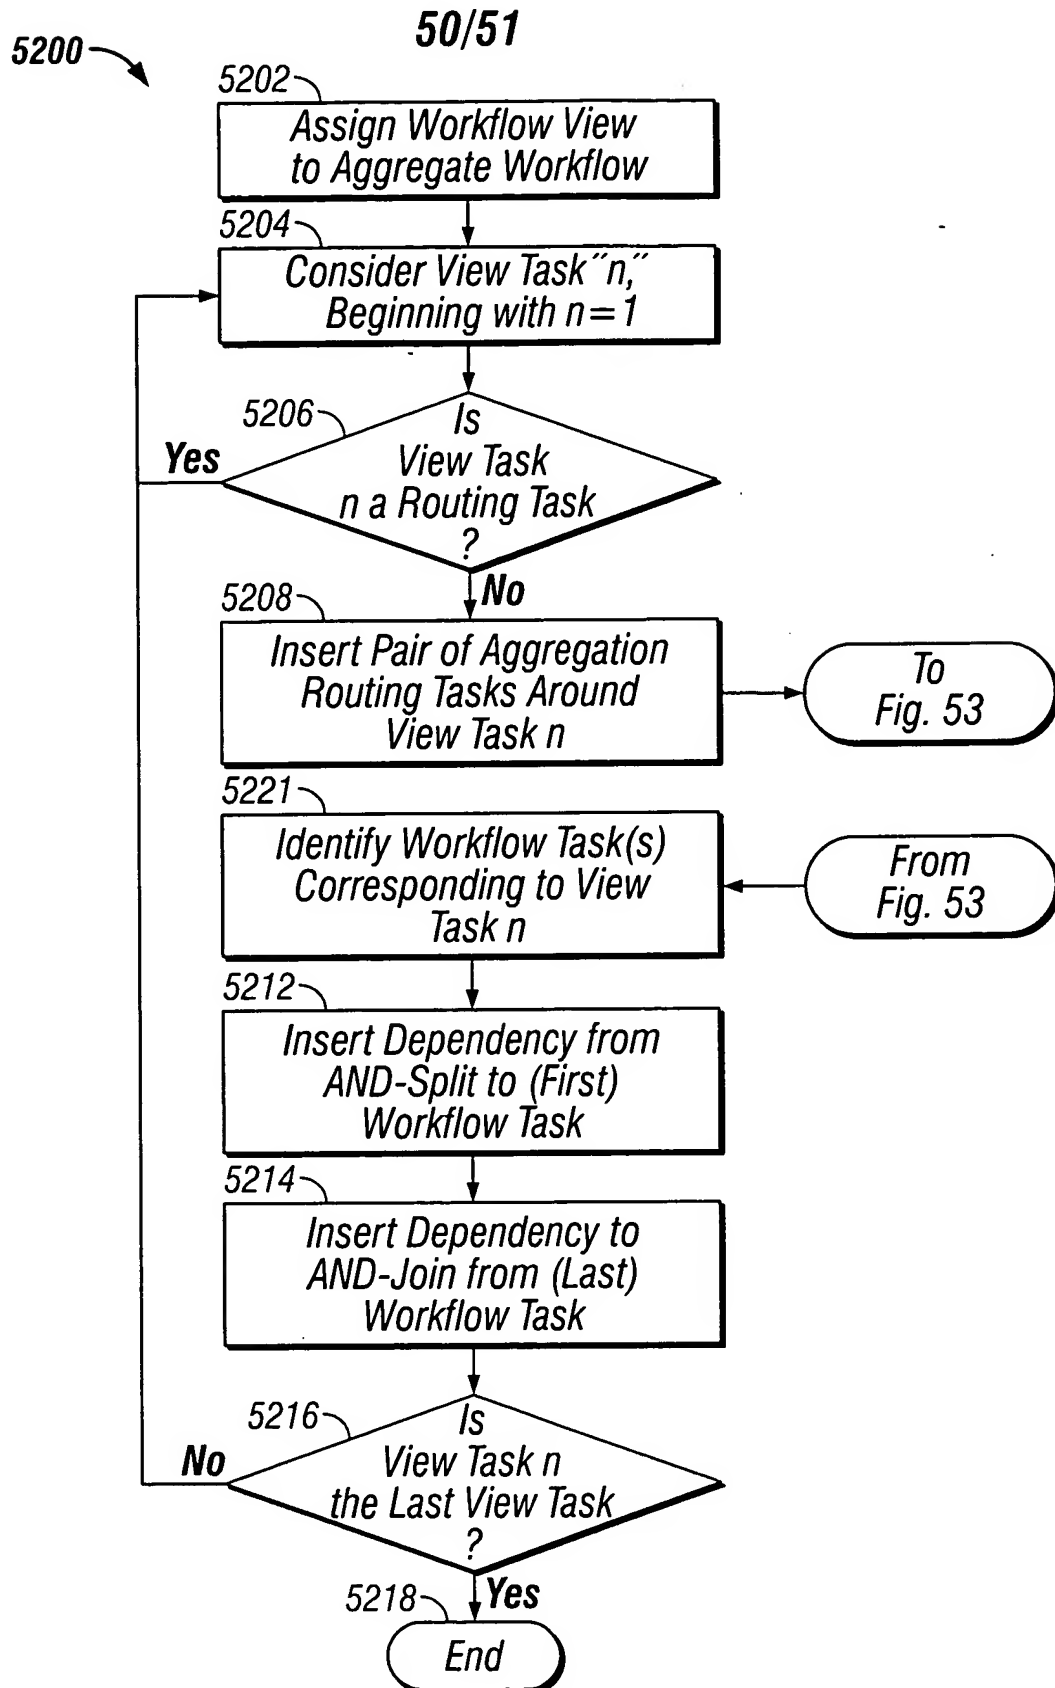 50/51
5200
5202
Assign Workflow View
to Aggregate Workflow
5204
Consider View Task "n,"
Beginning with n=1
5206
Is
View Task
n a Routing Task
?
Yes
No
5208
Insert Pair of Aggregation
Routing Tasks Around
View Task n
To
Fig. 53
5221
Identify Workflow Task(s)
Corresponding to View
Task n
From
Fig. 53
5212
Insert Dependency from
AND-Split to (First)
Workflow Task
5214
Insert Dependency to
AND-Join from (Last)
Workflow Task
5216
Is
View Task n
the Last View Task
?
No
Yes
5218
End